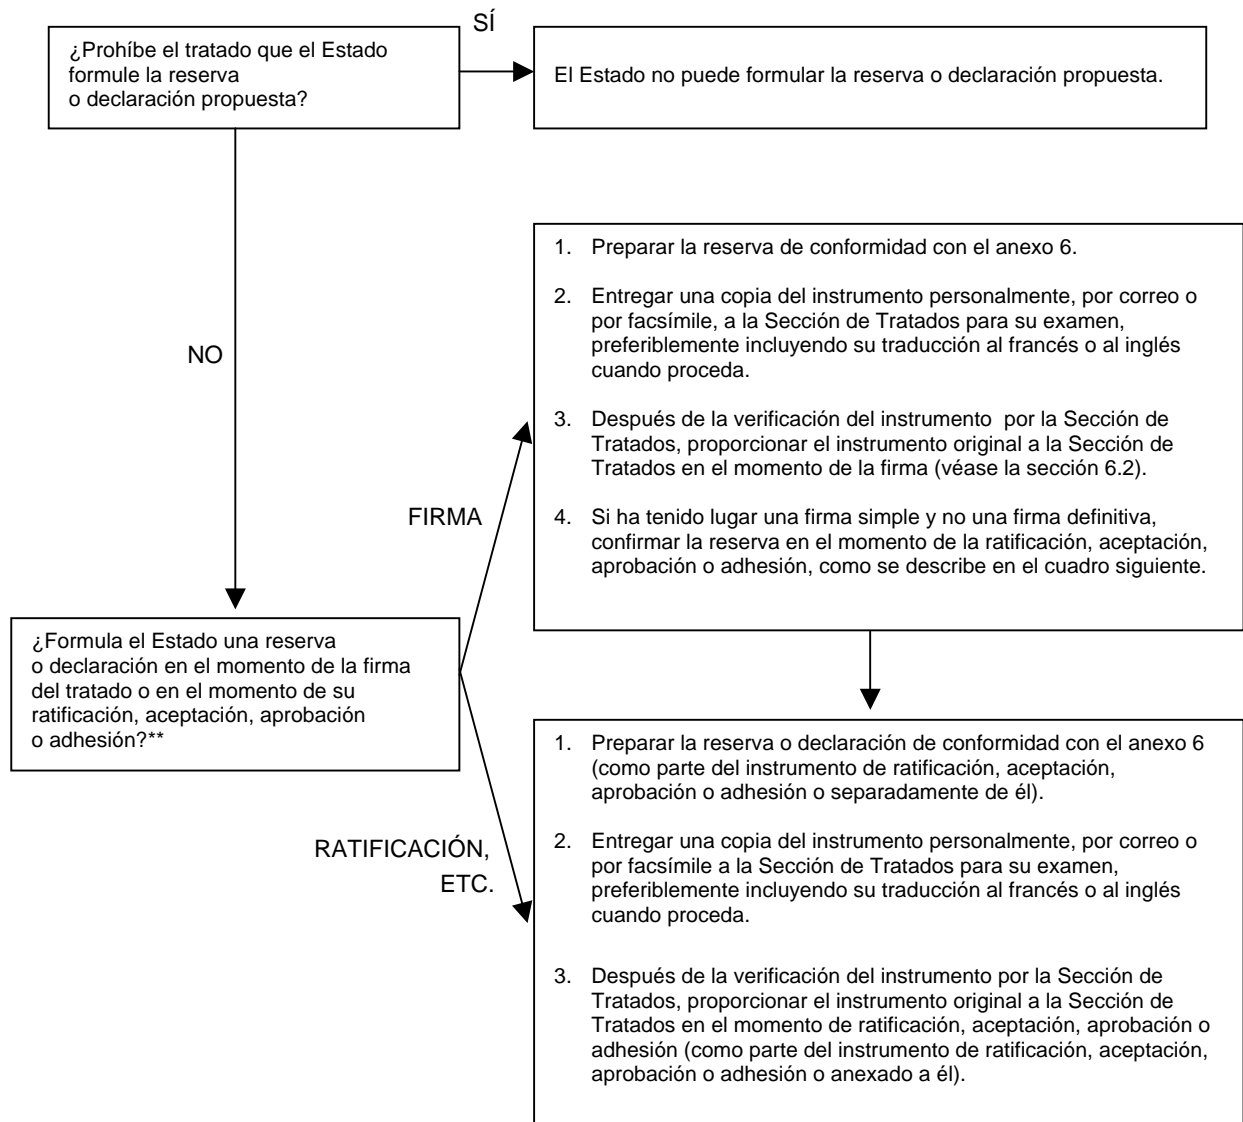 ¿Prohíbe el tratado que el Estado
formule la reserva
o declaración propuesta?
SÍ
El Estado no puede formular la reserva o declaración propuesta.
NO
¿Formula el Estado una reserva
o declaración en el momento de la firma
del tratado o en el momento de su
ratificación, aceptación, aprobación
o adhesión?**
FIRMA
1. Preparar la reserva de conformidad con el anexo 6.
2. Entregar una copia del instrumento personalmente, por correo o
por facsímile, a la Sección de Tratados para su examen,
preferiblemente incluyendo su traducción al francés o al inglés
cuando proceda.
3. Después de la verificación del instrumento por la Sección de
Tratados, proporcionar el instrumento original a la Sección de
Tratados en el momento de la firma (véase la sección 6.2).
4. Si ha tenido lugar una firma simple y no una firma definitiva,
confirmar la reserva en el momento de la ratificación, aceptación,
aprobación o adhesión, como se describe en el cuadro siguiente.
RATIFICACIÓN,
ETC.
1. Preparar la reserva o declaración de conformidad con el anexo 6
(como parte del instrumento de ratificación, aceptación,
aprobación o adhesión o separadamente de él).
2. Entregar una copia del instrumento personalmente, por correo o
por facsímile a la Sección de Tratados para su examen,
preferiblemente incluyendo su traducción al francés o al inglés
cuando proceda.
3. Después de la verificación del instrumento por la Sección de
Tratados, proporcionar el instrumento original a la Sección de
Tratados en el momento de ratificación, aceptación, aprobación o
adhesión (como parte del instrumento de ratificación, aceptación,
aprobación o adhesión o anexado a él).